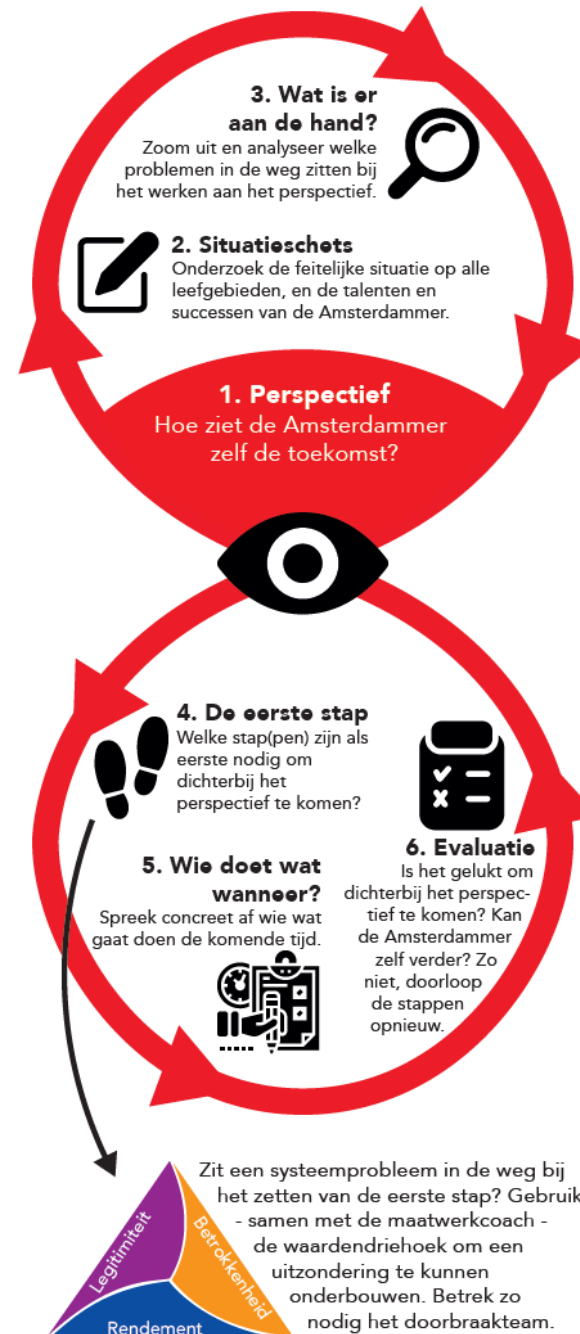 3. Wat is er
aan de hand?
Zoom uit en analyseer welke
problemen in de weg zitten bij
het werken aan het perspectief.
2. Situatieschets
Onderzoek de feitelijke situatie op alle
leefgebieden, en de talenten en
successen van de Amsterdammer.
1. Perspectief
Hoe ziet de Amsterdammer
zelf de toekomst?
4. De eerste stap
Welke stap(pen) zijn als
eerste nodig om
dichterbij het
perspectief te komen?
5. Wie doet wat
wanneer?
Spreek concreet af wie wat
gaat doen de komende tijd.
6. Evaluatie
Is het gelukt om
dichterbij het perspec-
tief te komen? Kan
de Amsterdammer
zelf verder? Zo
niet, doorloop
de stappen
opnieuw.
Zit een systeemprobleem in de weg bij
het zetten van de eerste stap? Gebruik
- samen met de maatwerkcoach -
de waardendriehoek om een
uitzondering te kunnen
onderbouwen. Betrek zo
nodig het doorbraakteam.
Legitimiteit
Betrokkenheid
Rendement